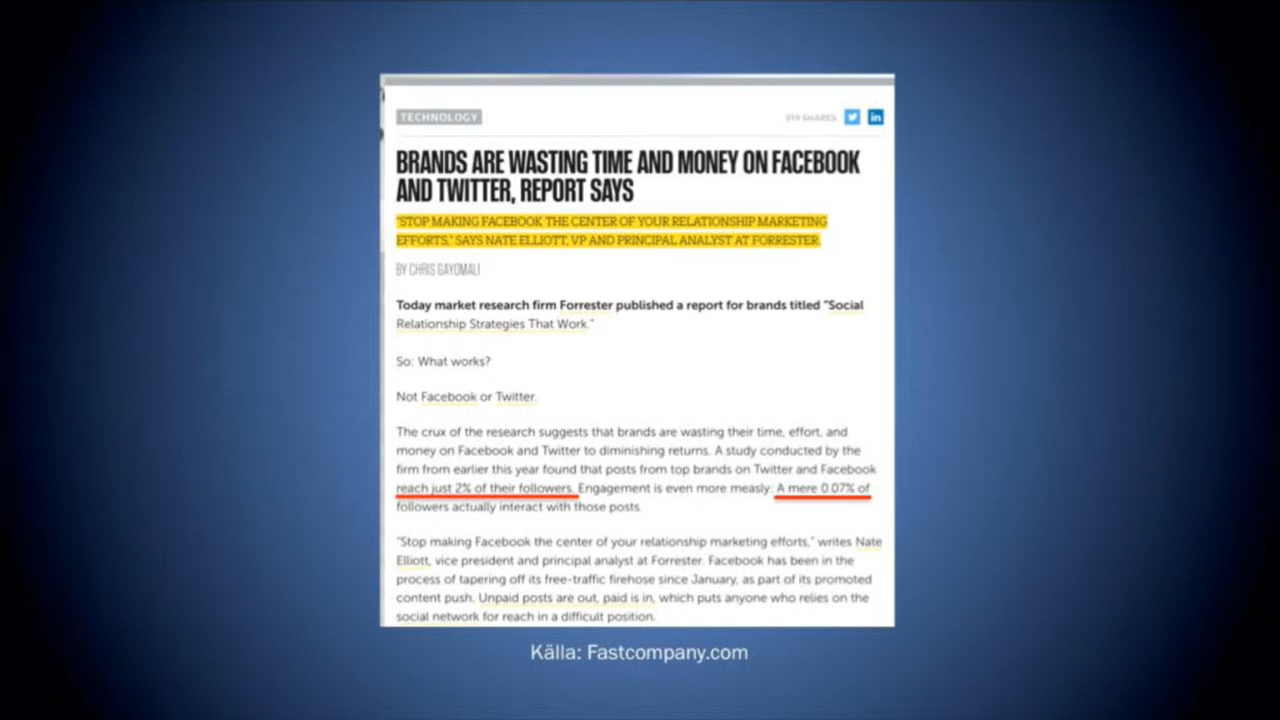 TECHNOLOGY
319 SHARES
BRANDS ARE WASTING TIME AND MONEY ON FACEBOOK
AND TWITTER, REPORT SAYS
"STOP MAKING FACEBOOK THE CENTER OF YOUR RELATIONSHIP MARKETING
EFFORTS," SAYS NATE ELLIOTT, VP AND PRINCIPAL ANALYST AT FORRESTER.
BY CHRIS GAYOMALI
Today market research firm Forrester published a report for brands titled "Social
Relationship Strategies That Work."
So: What works?
Not Facebook or Twitter.
The crux of the research suggests that brands are wasting their time, effort, and
money on Facebook and Twitter to diminishing returns. A study conducted by the
firm from earlier this year found that posts from top brands on Twitter and Facebook
reach just 2% of their followers. Engagement is even more measly: A mere 0.07% of
followers actually interact with those posts.
"Stop making Facebook the center of your relationship marketing efforts," writes Nate
Elliott, vice president and principal analyst at Forrester. Facebook has been in the
process of tapering off its free-traffic firehose since January, as part of its promoted
content push. Unpaid posts are out, paid is in, which puts anyone who relies on the
social network for reach in a difficult position.
Källa: Fastcompany.com